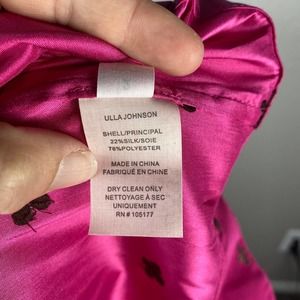 ULLA JOHNSON
SHELL/PRINCIPAL
22%SILK/SOIE
78%POLYESTER
MADE IN CHINA
FABRIQUÉ EN CHINE
DRY CLEAN ONLY
NETTOYAGE À SEC
UNIQUEMENT
RN # 105177